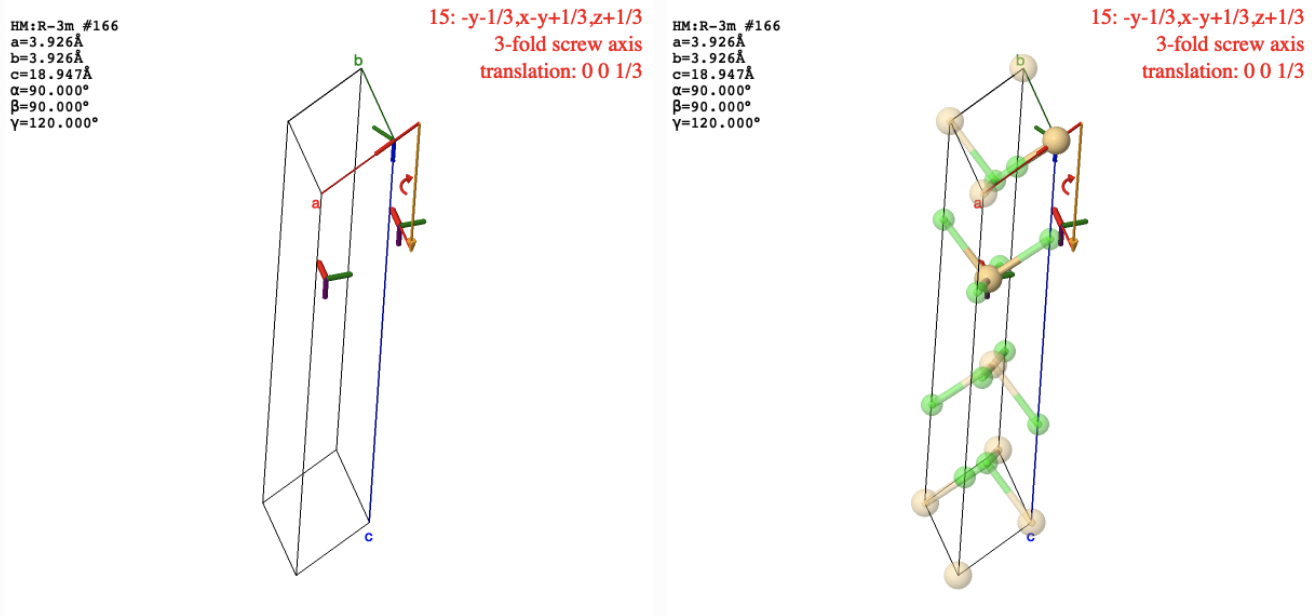 HM:R-3m #166
a=3.926Å
b=3.926Å
c=18.947Å
α=90.000°
β=90.000°
γ=120.000°
15: -y-1/3,x-y+1/3,z+1/3
3-fold screw axis
translation: 0 0 1/3
b
a
c
HM:R-3m #166
a=3.926Å
b=3.926Å
c=18.947Å
α=90.000°
β=90.000°
γ=120.000°
15: -y-1/3,x-y+1/3,z+1/3
3-fold screw axis
translation: 0 0 1/3
b
a
c